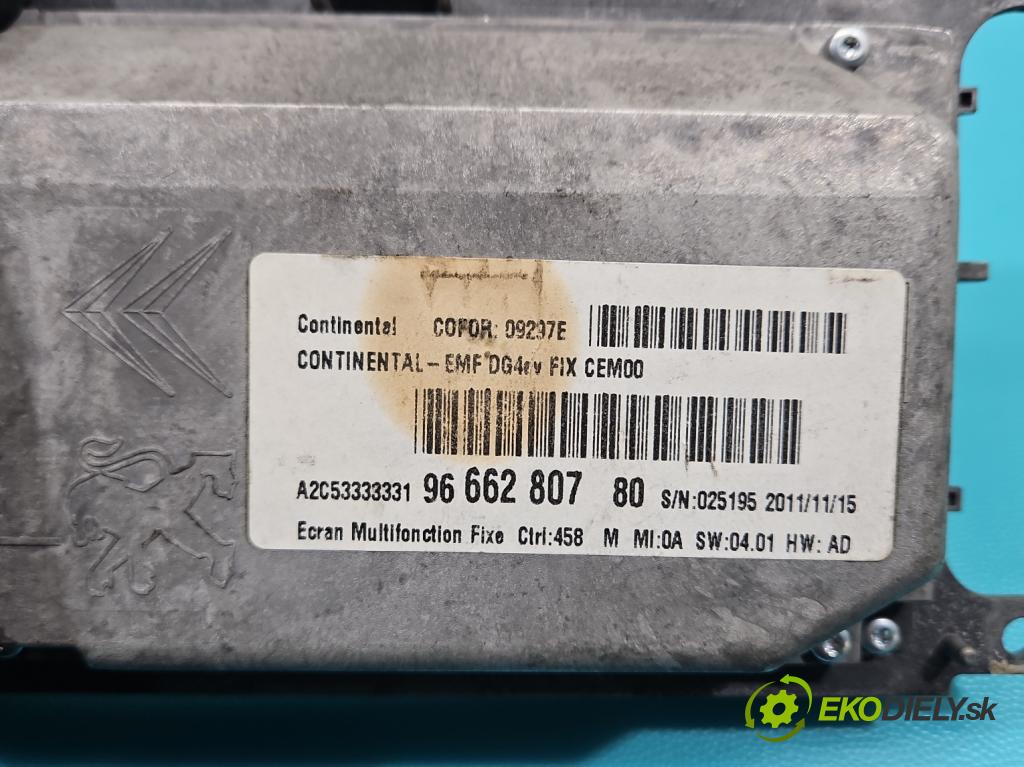 Continental COFOR: 09297E
CONTINENTAL - EMF DG4rv FIX CEM00
A2C53333331 96 662 807 80 S/N:025195 2011/11/15
Ecran Multifonction Fixe Ctrl:458 M MI:0A SW:04.01 HW: AD
EKODIELY.sk